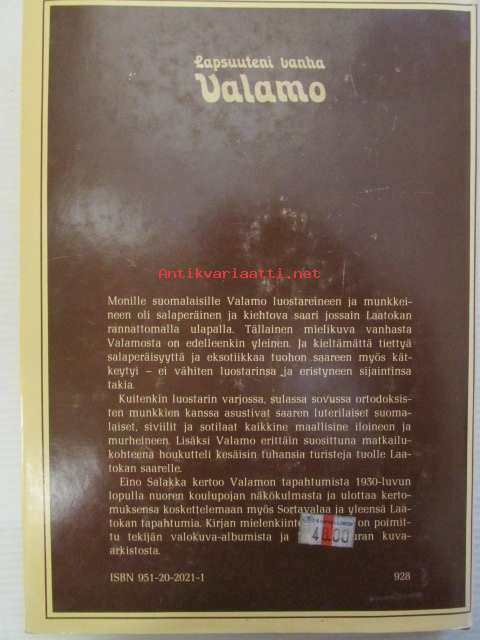 Lapsuuteni vanha
Valamo
Antikvariaatti.net
Monille suomalaisille Valamo luostareineen ja munkkei-
neen oli salaperäinen ja kiehtova saari jossain Laatokan
rannattomalla ulapalla. Tällainen mielikuva vanhasta
Valamosta on edelleenkin yleinen. Ja kieltämättä tiettyä
salaperäisyyttä ja eksotiikkaa tuohon saareen myös kät-
keytyi – ei vähiten luostarinsa ja eristyneen sijaintinsa
takia.
Kuitenkin luostarin varjossa, sulassa sovussa ortodoksis-
ten munkkien kanssa asustivat saaren luterilaiset suoma-
laiset, siviilit ja sotilaat kaikkine maallisine iloineen ja
murheineen. Lisäksi Valamo erittäin suosittuna matkailu-
kohteena houkutteli kesäisin tuhansia turisteja tuolle Laa-
tokan saarelle.
Eino Salakka kertoo Valamon tapahtumista 1930-luvun
lopulla nuoren koulupojan näkökulmasta ja ulottaa kerto-
muksensa koskettelemaan myös Sortavalaa ja yleensä Laa-
tokan tapahtumia. Kirjan on poimit-
tu tekijän valokuva-albumista ja kuva-
arkistosta.
40.00
ISBN 951-20-2021-1 928